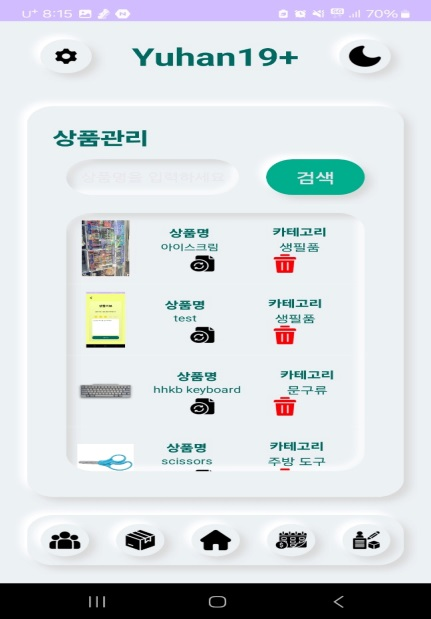 U⁺ 8:15
5G 70%
Yuhan19+
상품관리
상품명을 입력하세요
검색
상품명 카테고리
아이스크림 생필품
상품명 카테고리
test 생필품
상품명 카테고리
hhkb keyboard 문구류
상품명 카테고리
scissors 주방 도구